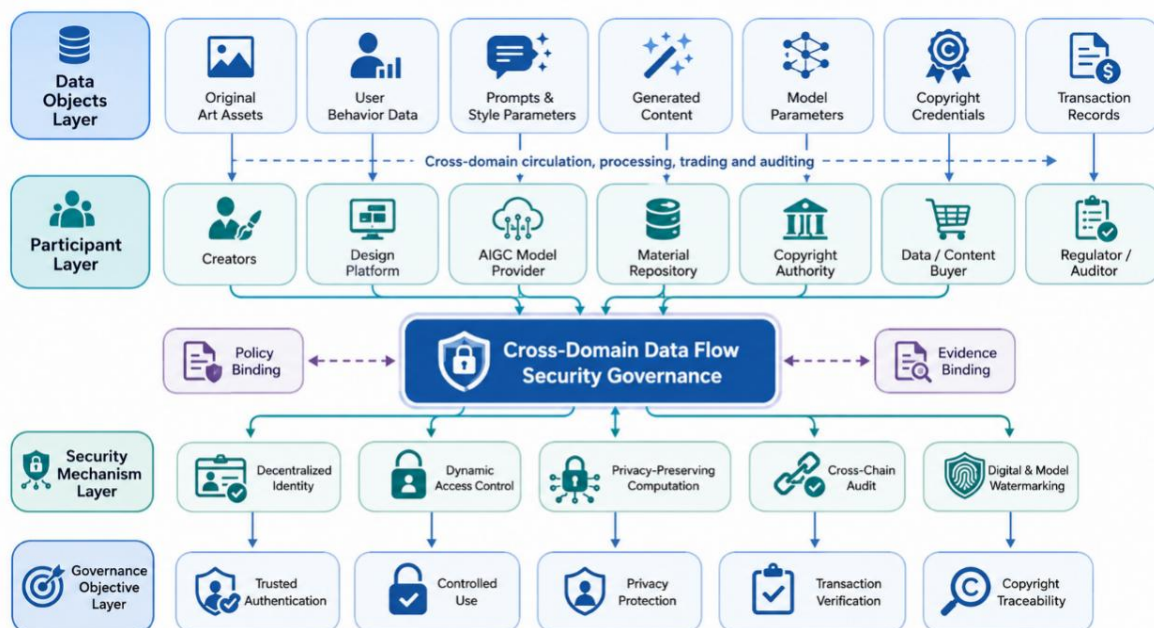 Data
Objects
Layer
Original
Art Assets
User
Behavior Data
Prompts &
Style Parameters
Generated
Content
Model
Parameters
Copyright
Credentials
Transaction
Records
Cross-domain circulation, processing, trading and auditing
Participant
Layer
Creators
Design
Platform
AIGC Model
Provider
Material
Repository
Copyright
Authority
Data / Content
Buyer
Regulator /
Auditor
Policy
Binding
Cross-Domain Data Flow
Security Governance
Evidence
Binding
Security
Mechanism
Layer
Decentralized
Identity
Dynamic
Access Control
Privacy-Preserving
Computation
Cross-Chain
Audit
Digital & Model
Watermarking
Governance
Objective
Layer
Trusted
Authentication
Controlled
Use
Privacy
Protection
Transaction
Verification
Copyright
Traceability